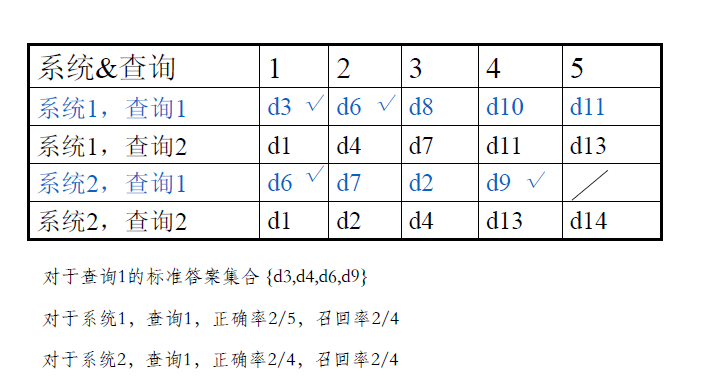 系统&查询 1 2 3 4 5
系统1，查询1 d3 √ d6 √ d8 d10 d11
系统1，查询2 d1 d4 d7 d11 d13
系统2，查询1 d6 √ d7 d2 d9 √
系统2，查询2 d1 d2 d4 d13 d14
对于查询1的标准答案集合 {d3,d4,d6,d9}
对于系统1，查询1，正确率2/5，召回率2/4
对于系统2，查询1，正确率2/4，召回率2/4